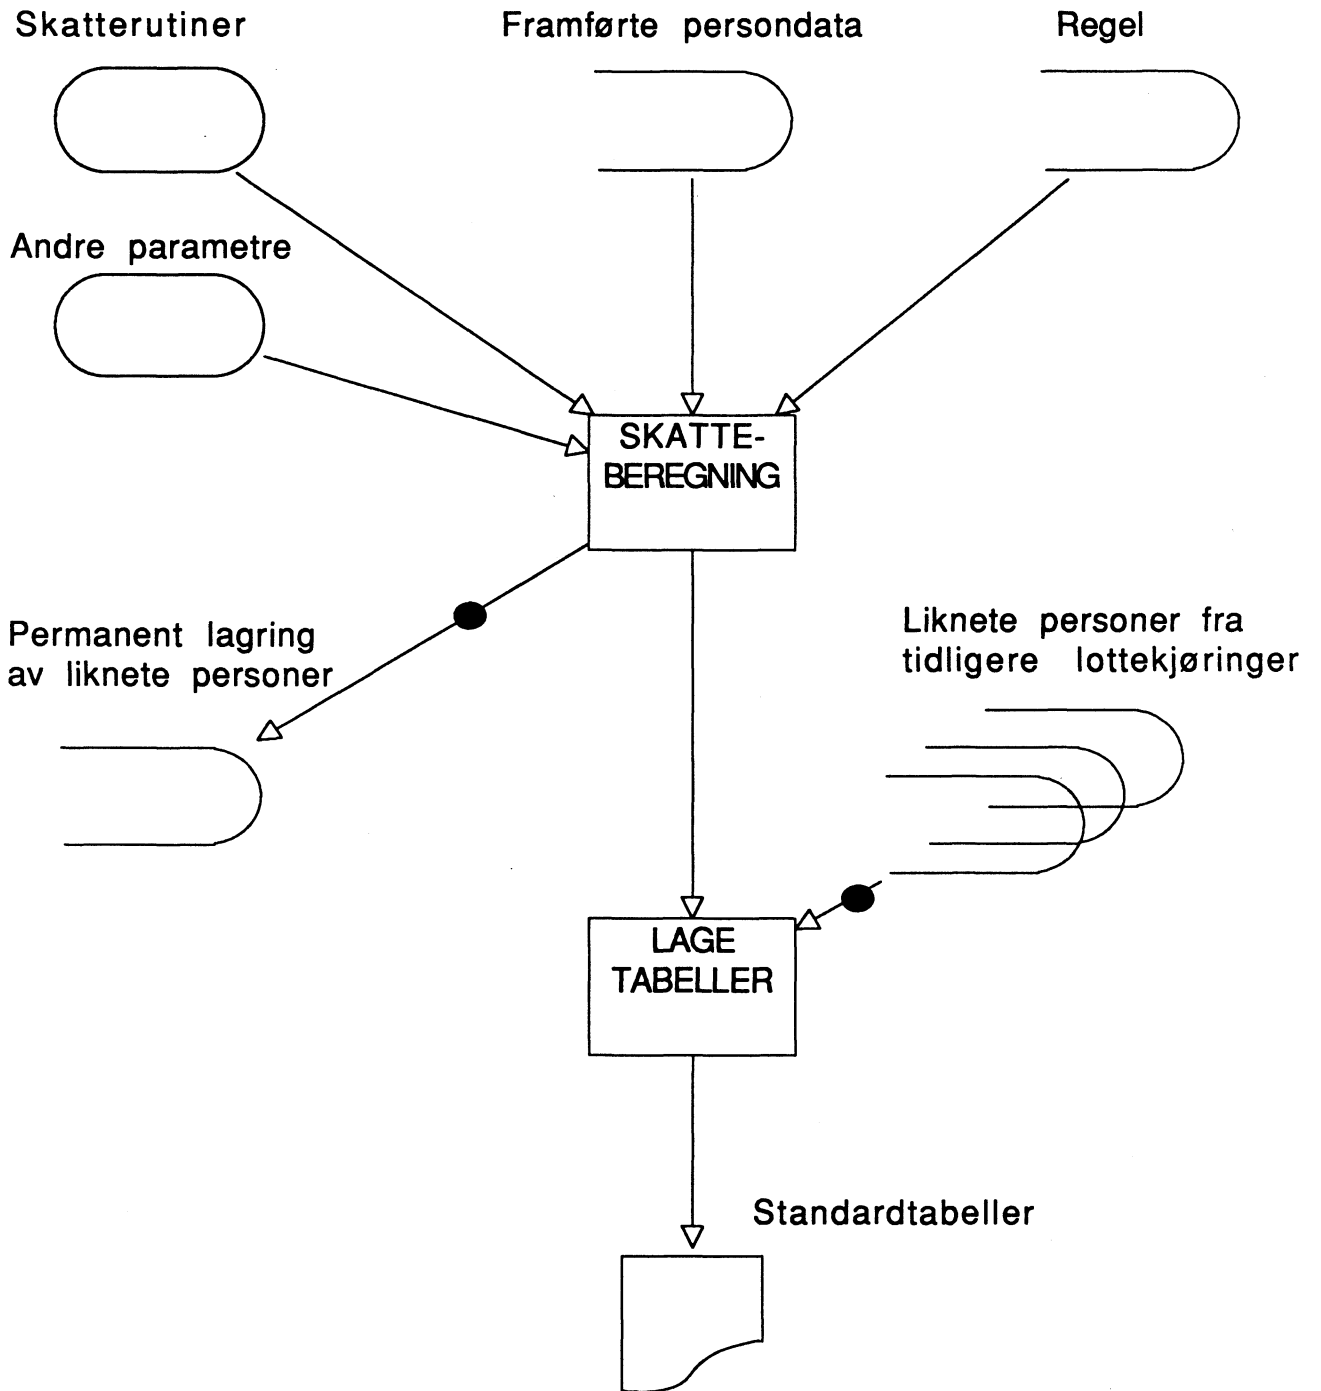 Skatterutiner
Framførte persondata
Regel
Andre parametre
SKATTE-
BEREGNING
Permanent lagring
av liknete personer
Liknete personer fra
tidligere lottekjøringer
LAGE
TABELLER
Standardtabeller